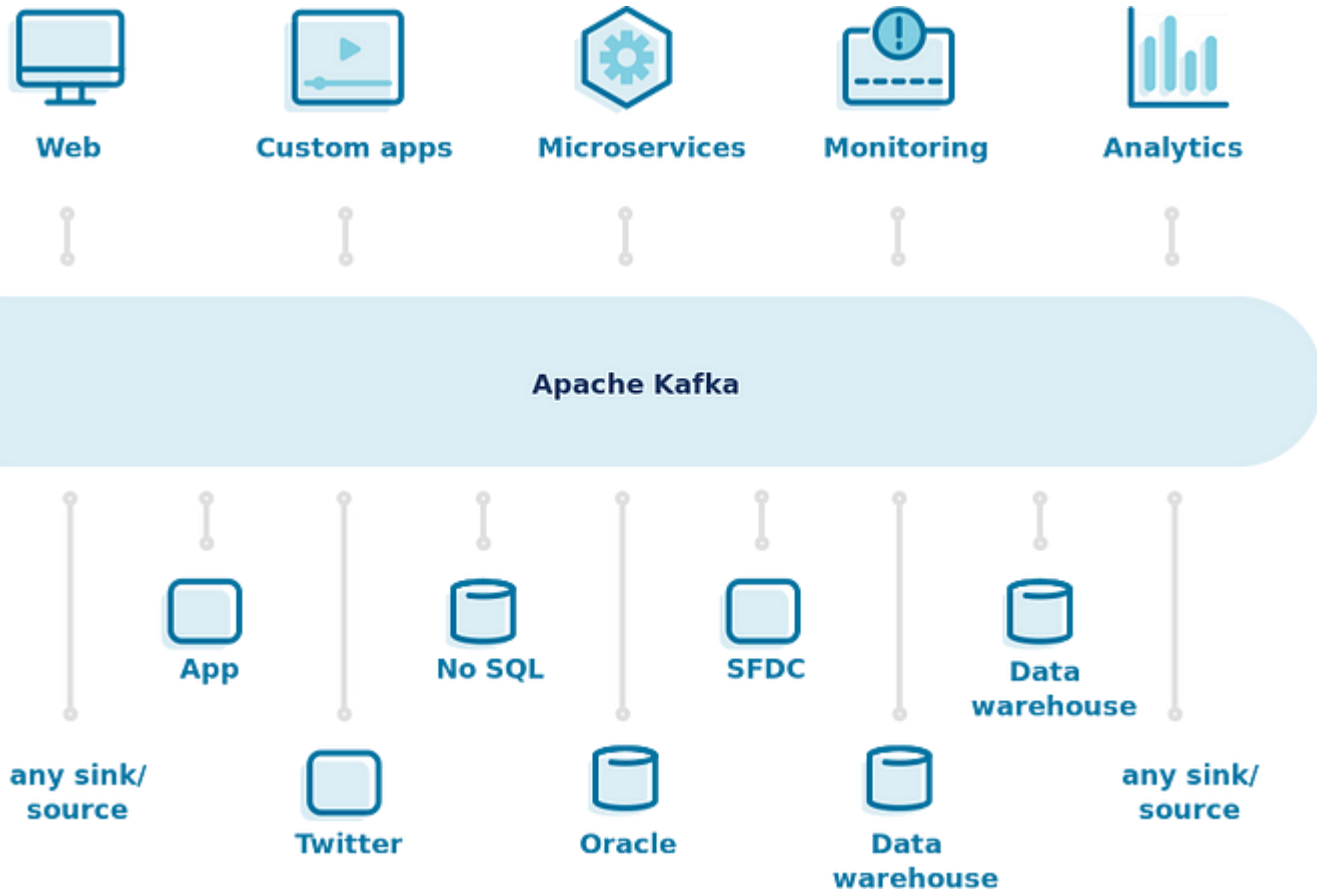 Web
Custom apps
Microservices
Monitoring
Analytics
Apache Kafka
App
No SQL
SFDC
Data
warehouse
any sink/
source
Twitter
Oracle
Data
warehouse
any sink/
source